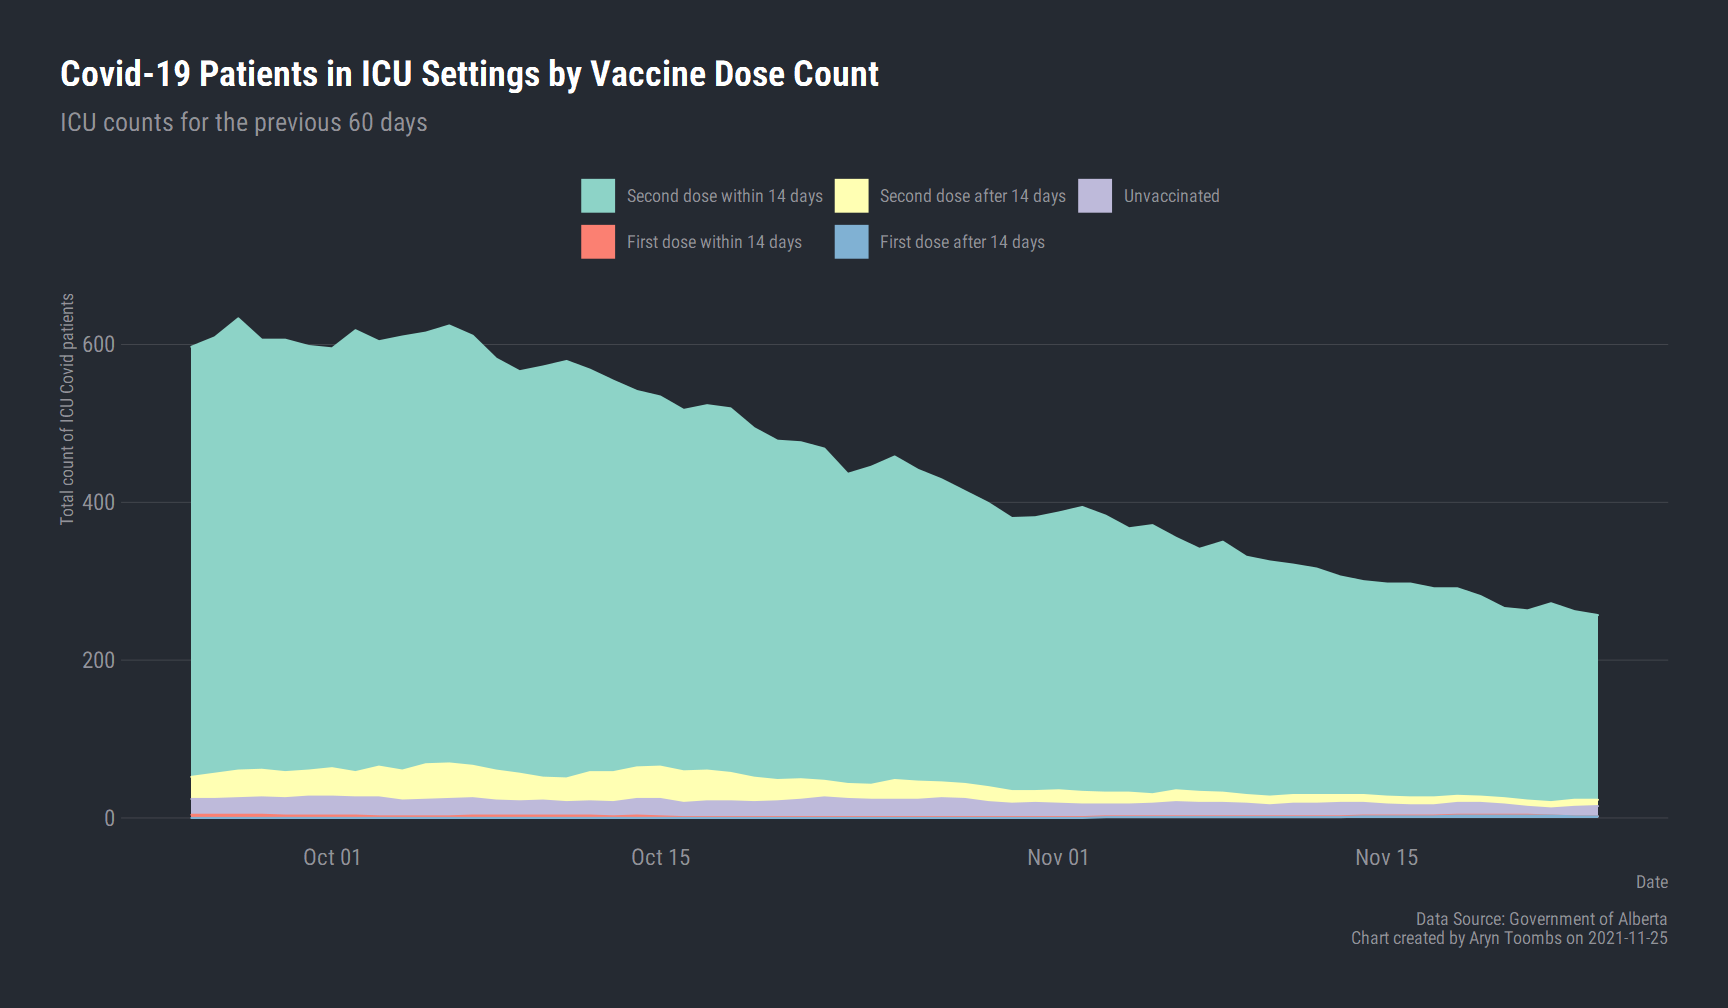 Covid-19 Patients in ICU Settings by Vaccine Dose Count
ICU counts for the previous 60 days
Second dose within 14 days
Second dose after 14 days
Unvaccinated
First dose within 14 days
First dose after 14 days
Total count of ICU Covid patients
600
400
200
0
Oct 01
Oct 15
Nov 01
Nov 15
Date
Data Source: Government of Alberta
Chart created by Aryn Toombs on 2021-11-25